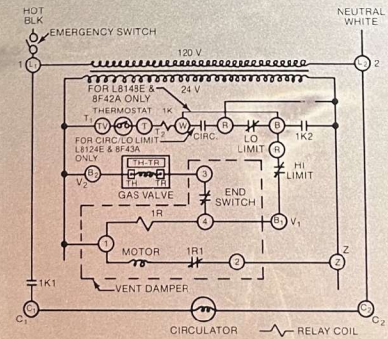 HOT
BLK
NEUTRAL
WHITE
EMERGENCY SWITCH
120 V
1 L1
L2 2
24 V
FOR L8148E &
8F42A ONLY
THERMOSTAT 1K
T1 TV T T2 W CIRC. R B 1K2
FOR CIRC/LO LIMIT
L8124E & 8F43A
ONLY
LO
LIMIT
R
HI
LIMIT
TH-TR
B2
V2
TH TR
GAS VALVE
3
END
SWITCH
1R
4
B1 V1
1
MOTOR 1R1 2
Z
Z
VENT DAMPER
1K1
C1 C1
C2
C2
CIRCULATOR
RELAY COIL